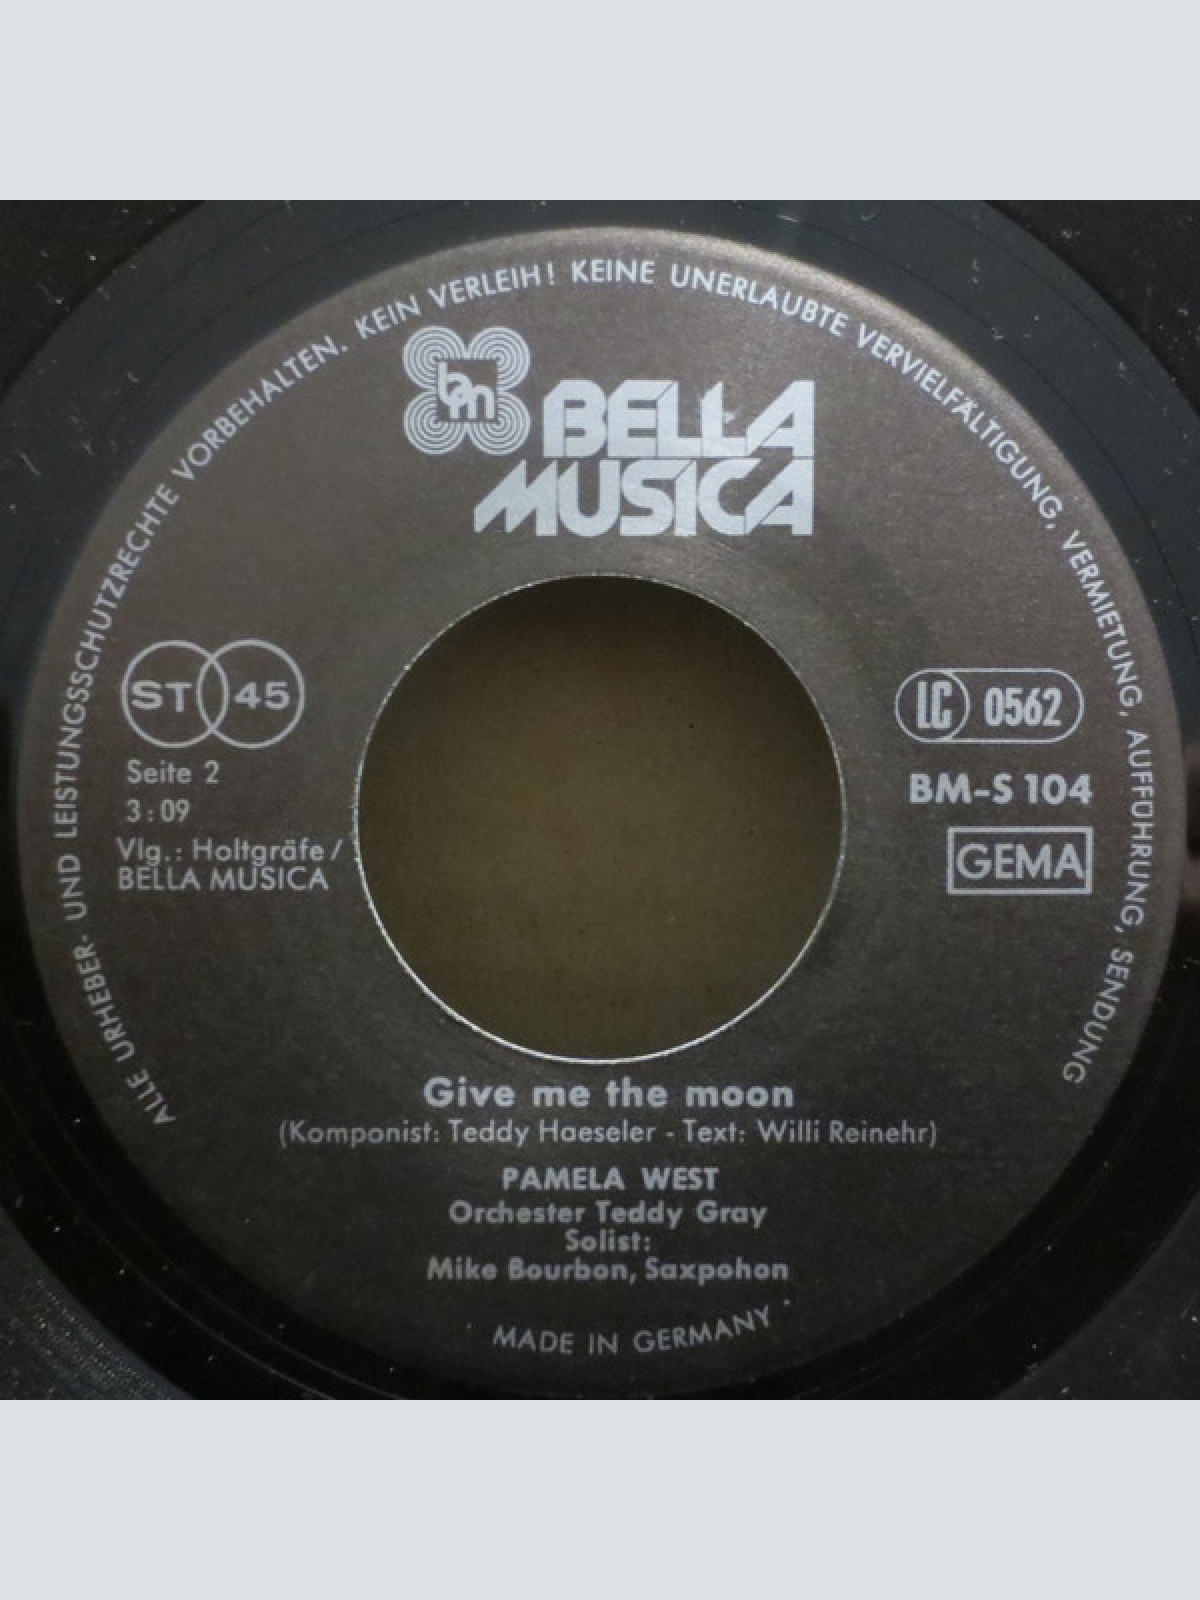 ALLE URHEBER- UND LEISTUNGSSCHUTZRECHTE VORBEHALTEN. KEIN VERLEIH! KEINE UNERLAUBTE VERVIELFÄLTIGUNG, VERMIETUNG, AUFFÜHRUNG, SENDUNG
bm
BELLA
MUSICA
ST 45
Seite 2
3:09
Vlg.: Holtgräfe/
BELLA MUSICA
LC 0562
BM-S 104
GEMA
Give me the moon
(Komponist: Teddy Haeseler - Text: Willi Reinehr)
PAMELA WEST
Orchester Teddy Gray
Solist:
Mike Bourbon, Saxpohon
MADE IN GERMANY